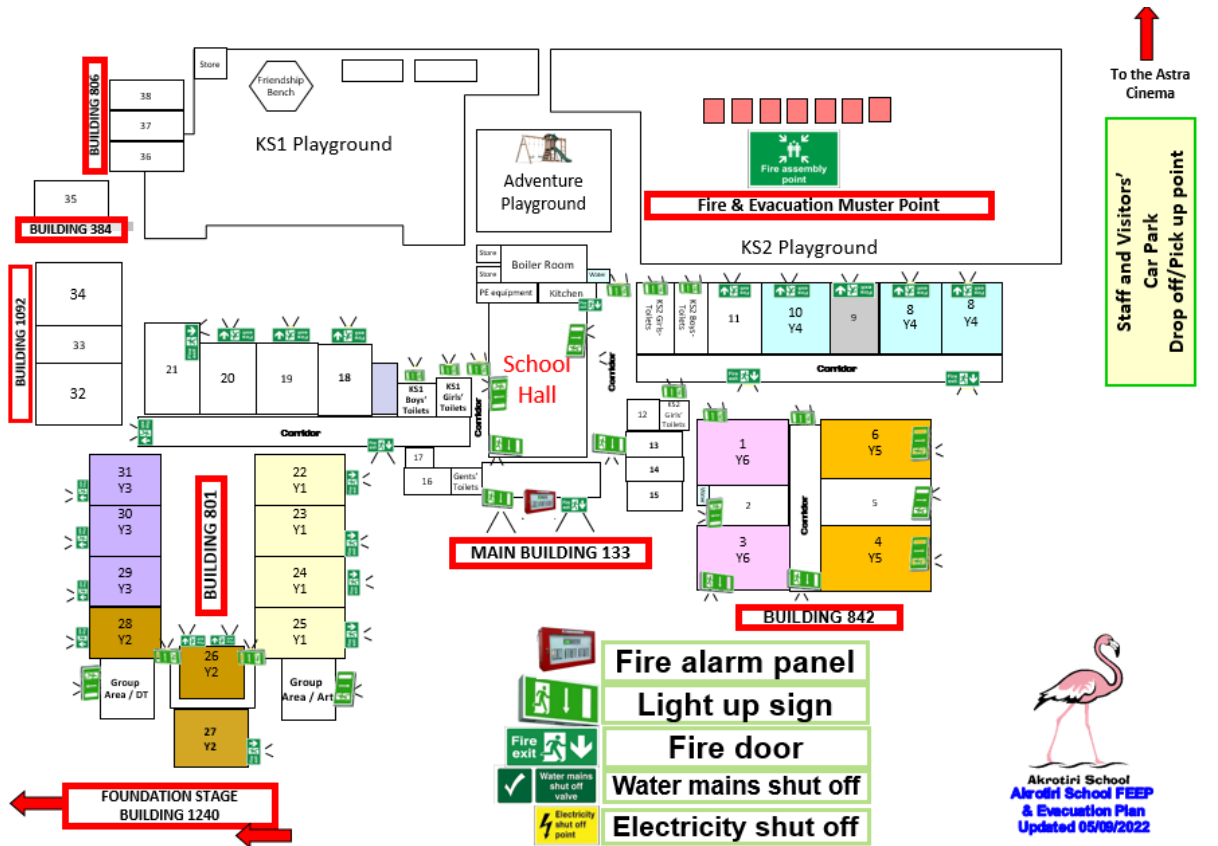 To the Astra
Cinema
Staff and Visitors’
Car Park
Drop off/Pick up point
Store
Friendship
Bench
KS1 Playground
BUILDING 806
38
37
36
35
BUILDING 384
Adventure
Playground
Fire assembly
point
Fire & Evacuation Muster Point
KS2 Playground
BUILDING 1092
34
33
32
Store
Store
Boiler Room
Water
PE equipment
Kitchen
School
Hall
KS2 Girls'
Toilets
KS2 Boys'
Toilets
11
10
Y4
9
8
Y4
8
Y4
Corridor
Corridor
21
20
19
18
KS1
Boys’
Toilets
KS1
Girls’
Toilets
Corridor
Corridor
17
16
Gents’
Toilets
12
KS2
Girls’
Toilets
13
14
15
1
Y6
2
3
Y6
Corridor
6
Y5
5
4
Y5
MAIN BUILDING 133
BUILDING 842
31
Y3
30
Y3
29
Y3
28
Y2
BUILDING 801
22
Y1
23
Y1
24
Y1
25
Y1
26
Y2
Group
Area / DT
Group
Area / Art
27
Y2
FOUNDATION STAGE
BUILDING 1240
Fire alarm panel
Light up sign
Fire
exit
Fire door
Water mains
shut off
valve
Water mains shut off
Electricity
shut off
point
Electricity shut off
Akrotiri School
Akrotiri School FEEP
& Evacuation Plan
Updated 05/09/2022